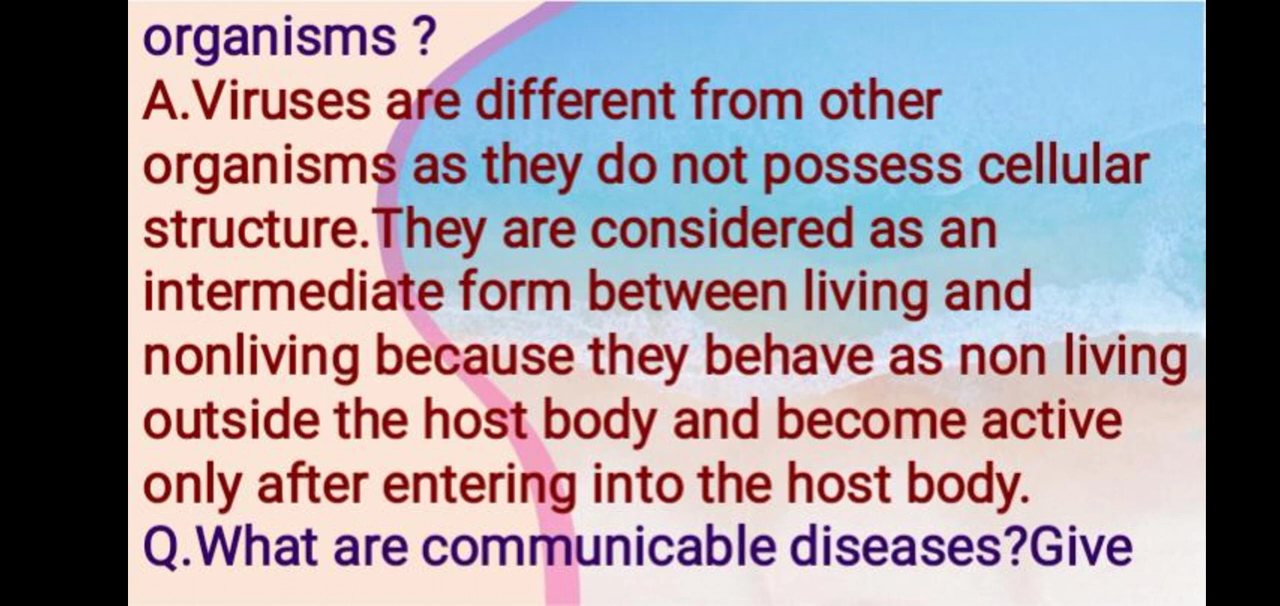 organisms ?
A.Viruses are different from other
organisms as they do not possess cellular
structure.They are considered as an
intermediate form between living and
nonliving because they behave as non living
outside the host body and become active
only after entering into the host body.
Q.What are communicable diseases?Give